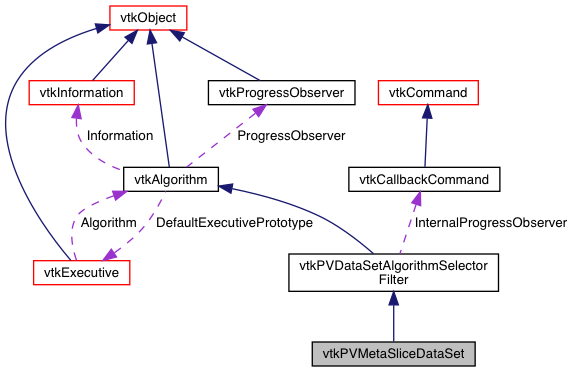 vtkObject
vtkInformation
vtkProgressObserver
vtkCommand
Information
ProgressObserver
vtkAlgorithm
vtkCallbackCommand
Algorithm
DefaultExecutivePrototype
InternalProgressObserver
vtkExecutive
vtkPVDataSetAlgorithmSelector
Filter
vtkPVMetaSliceDataSet